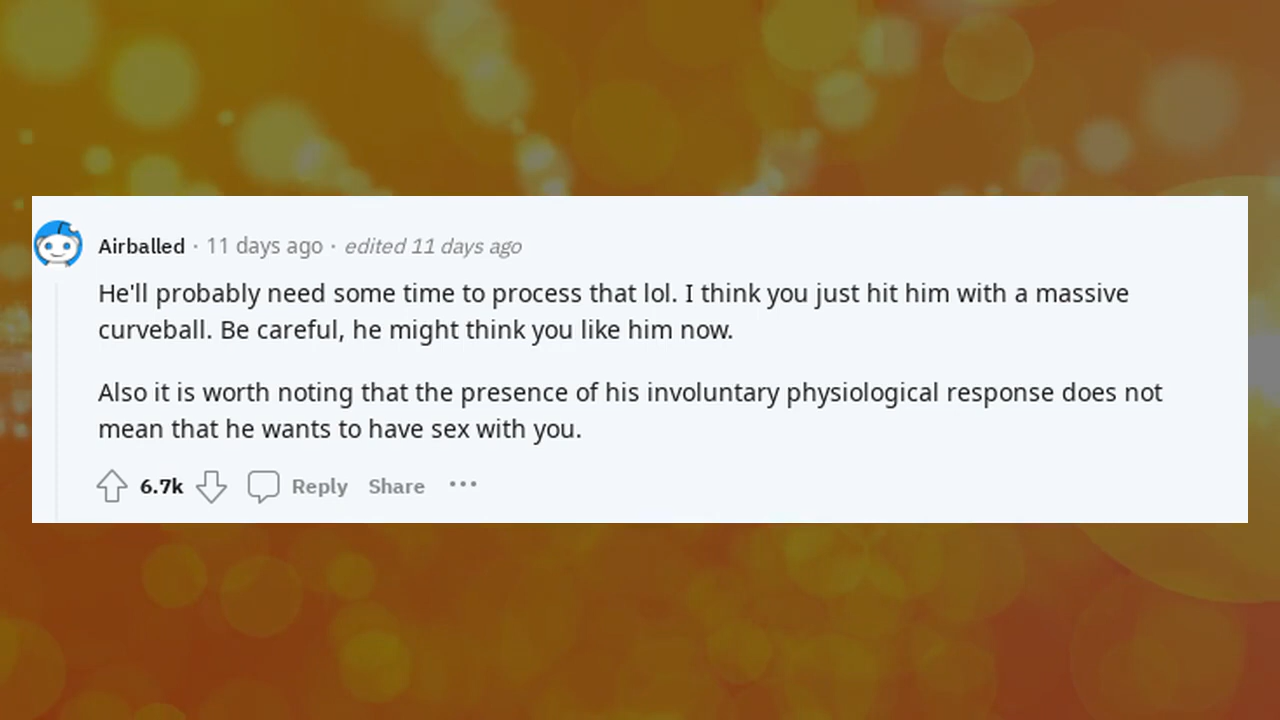 Airballed · 11 days ago · edited 11 days ago
He'll probably need some time to process that lol. I think you just hit him with a massive
curveball. Be careful, he might think you like him now.
Also it is worth noting that the presence of his involuntary physiological response does not
mean that he wants to have sex with you.
6.7k Reply Share •••